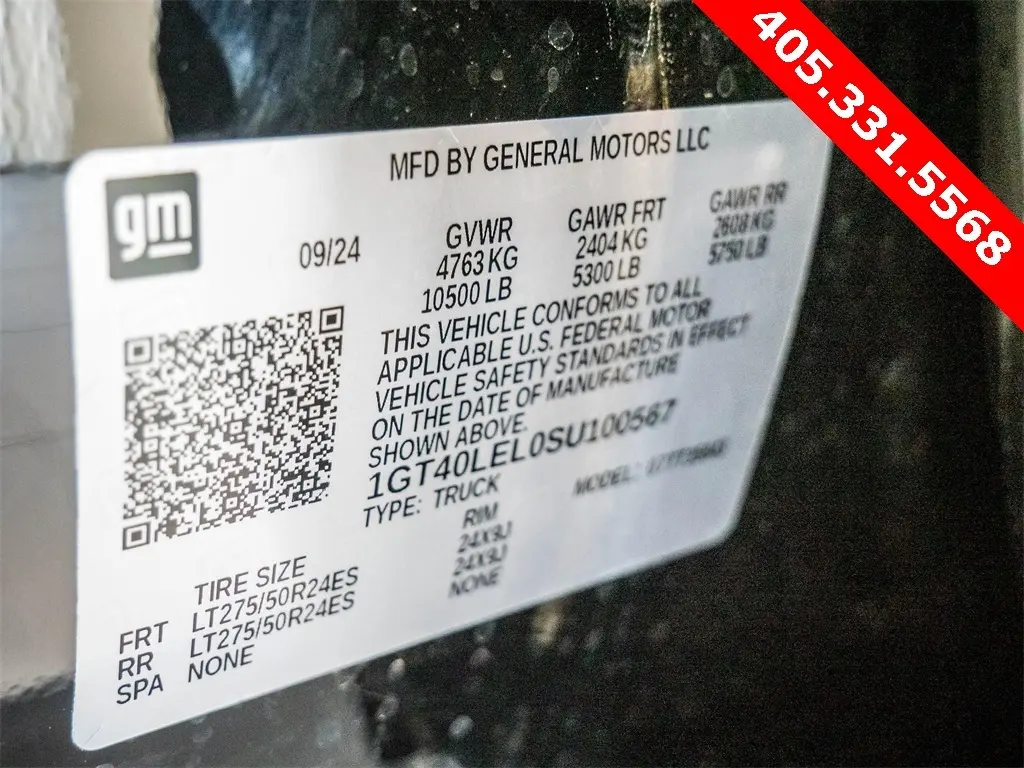 405.331.5568
MFD BY GENERAL MOTORS LLC
gm
09/24
GVWR
4763 KG
10500 LB
GAWR FRT
2404 KG
5300 LB
GAWR RR
2608 KG
5750 LB
THIS VEHICLE CONFORMS TO ALL
APPLICABLE U.S. FEDERAL MOTOR
VEHICLE SAFETY STANDARDS IN EFFECT
ON THE DATE OF MANUFACTURE
SHOWN ABOVE.
1GT40LEL0SU100567
TYPE: TRUCK MODEL:
TIRE SIZE RIM
FRT LT275/50R24ES 24X9J
RR LT275/50R24ES 24X9J
SPA NONE NONE